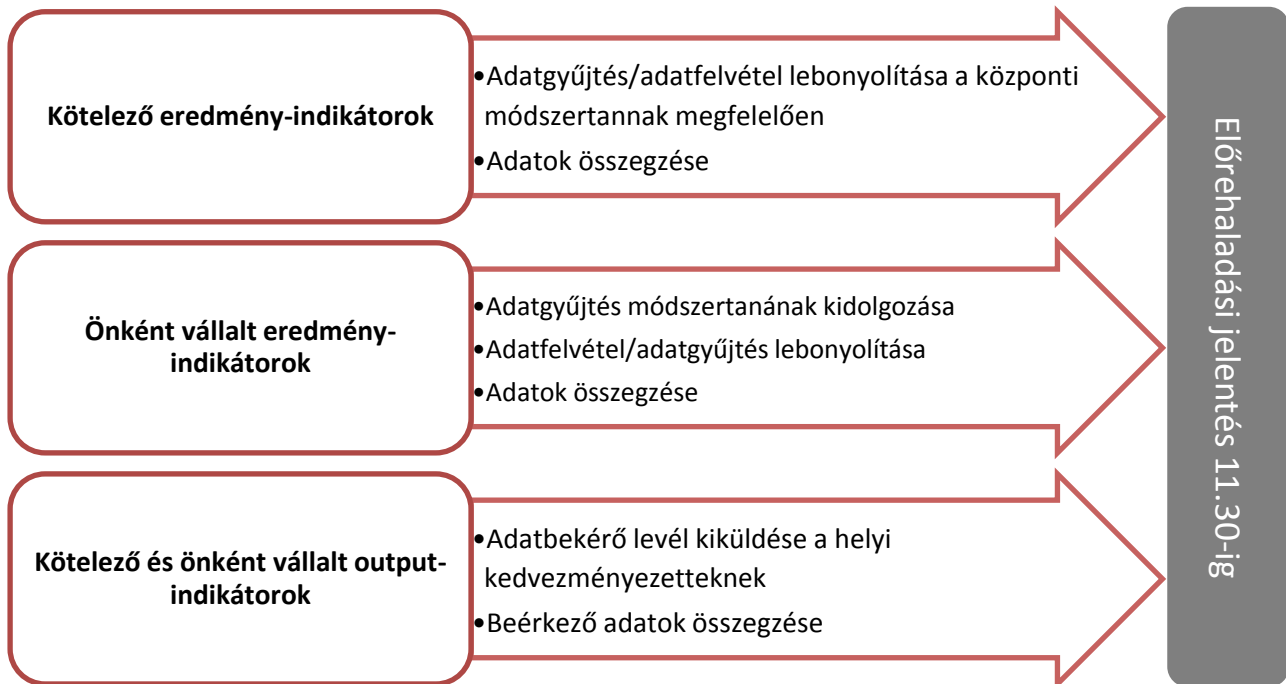 Kötelező eredmény-indikátorok
•Adatgyűjtés/adatfelvétel lebonyolítása a központi
módszertannak megfelelően
•Adatok összegzése
Önként vállalt eredmény-
indikátorok
•Adatgyűjtés módszertanának kidolgozása
•Adatfelvétel/adatgyűjtés lebonyolítása
•Adatok összegzése
Kötelező és önként vállalt output-
indikátorok
•Adatbekérő levél kiküldése a helyi
kedvezményezetteknek
•Beérkező adatok összegzése
Előrehaladási jelentés 11.30-ig